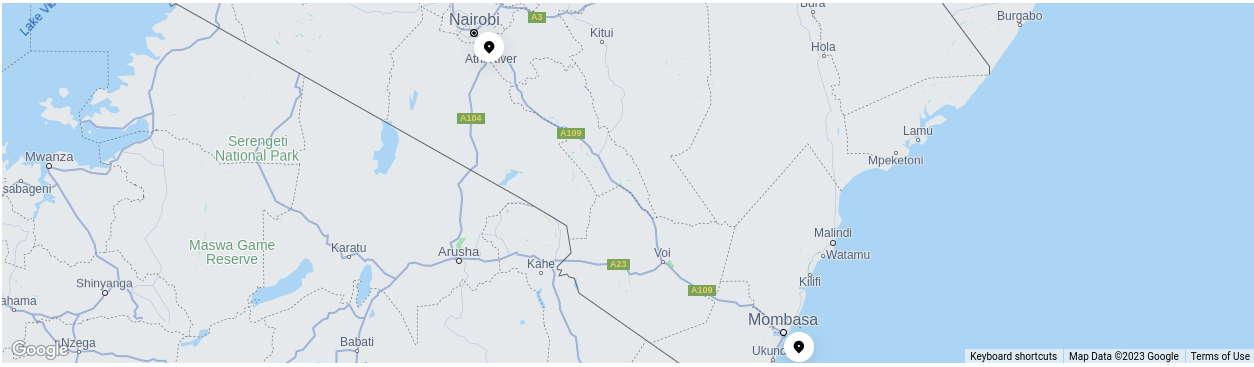 Bura
Burgabo
Lake Vi
A3
Nairobi
Kitui
Hola
Athi River
A104
A109
Lamu
Serengeti
National Park
Mwanza
Mpeketoni
sabageni
Malindi
Maswa Game
Reserve
Karatu
Arusha
Voi
Watamu
Kahe
A23
Shinyanga
Kilifi
A109
ahama
Mombasa
Nzega
Babati
Ukund
Google
Keyboard shortcuts
Map Data ©2023 Google
Terms of Use